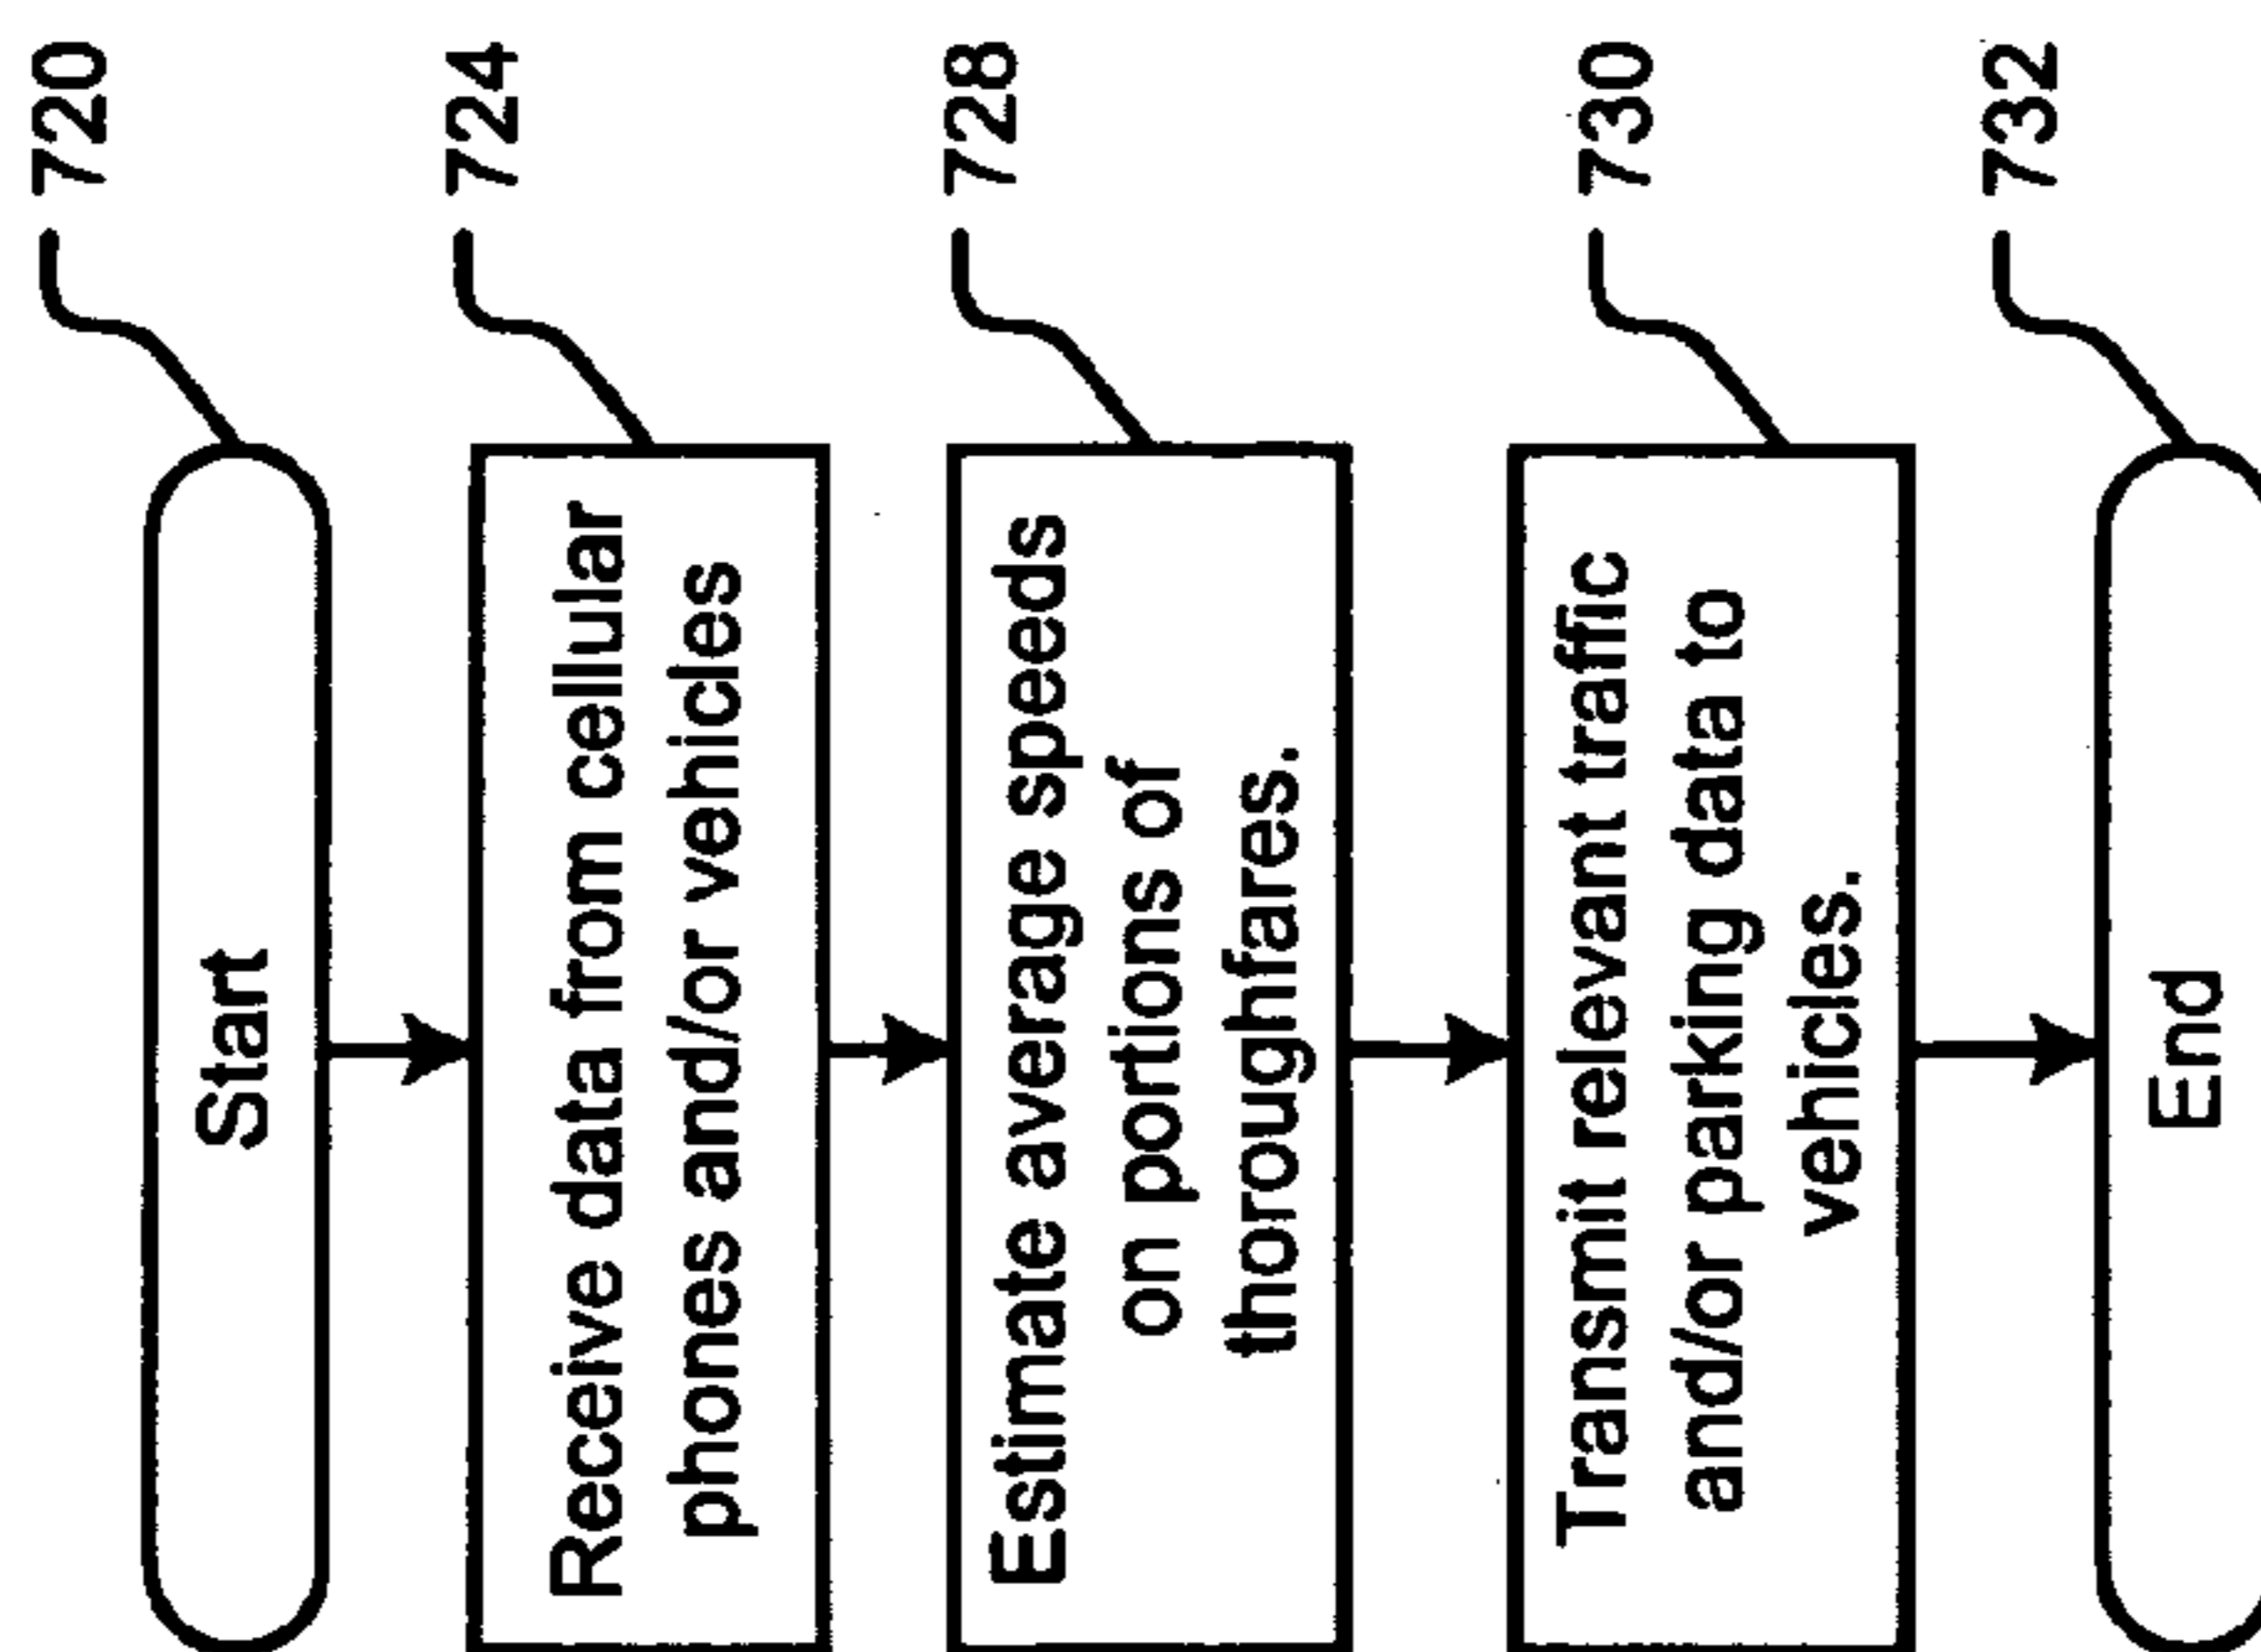 Start
720
Receive data from cellular
phones and/or vehicles
724
Estimate average speeds
on portions of
thoroughfares.
728
Transmit relevant traffic
and/or parking data to
vehicles.
730
End
732